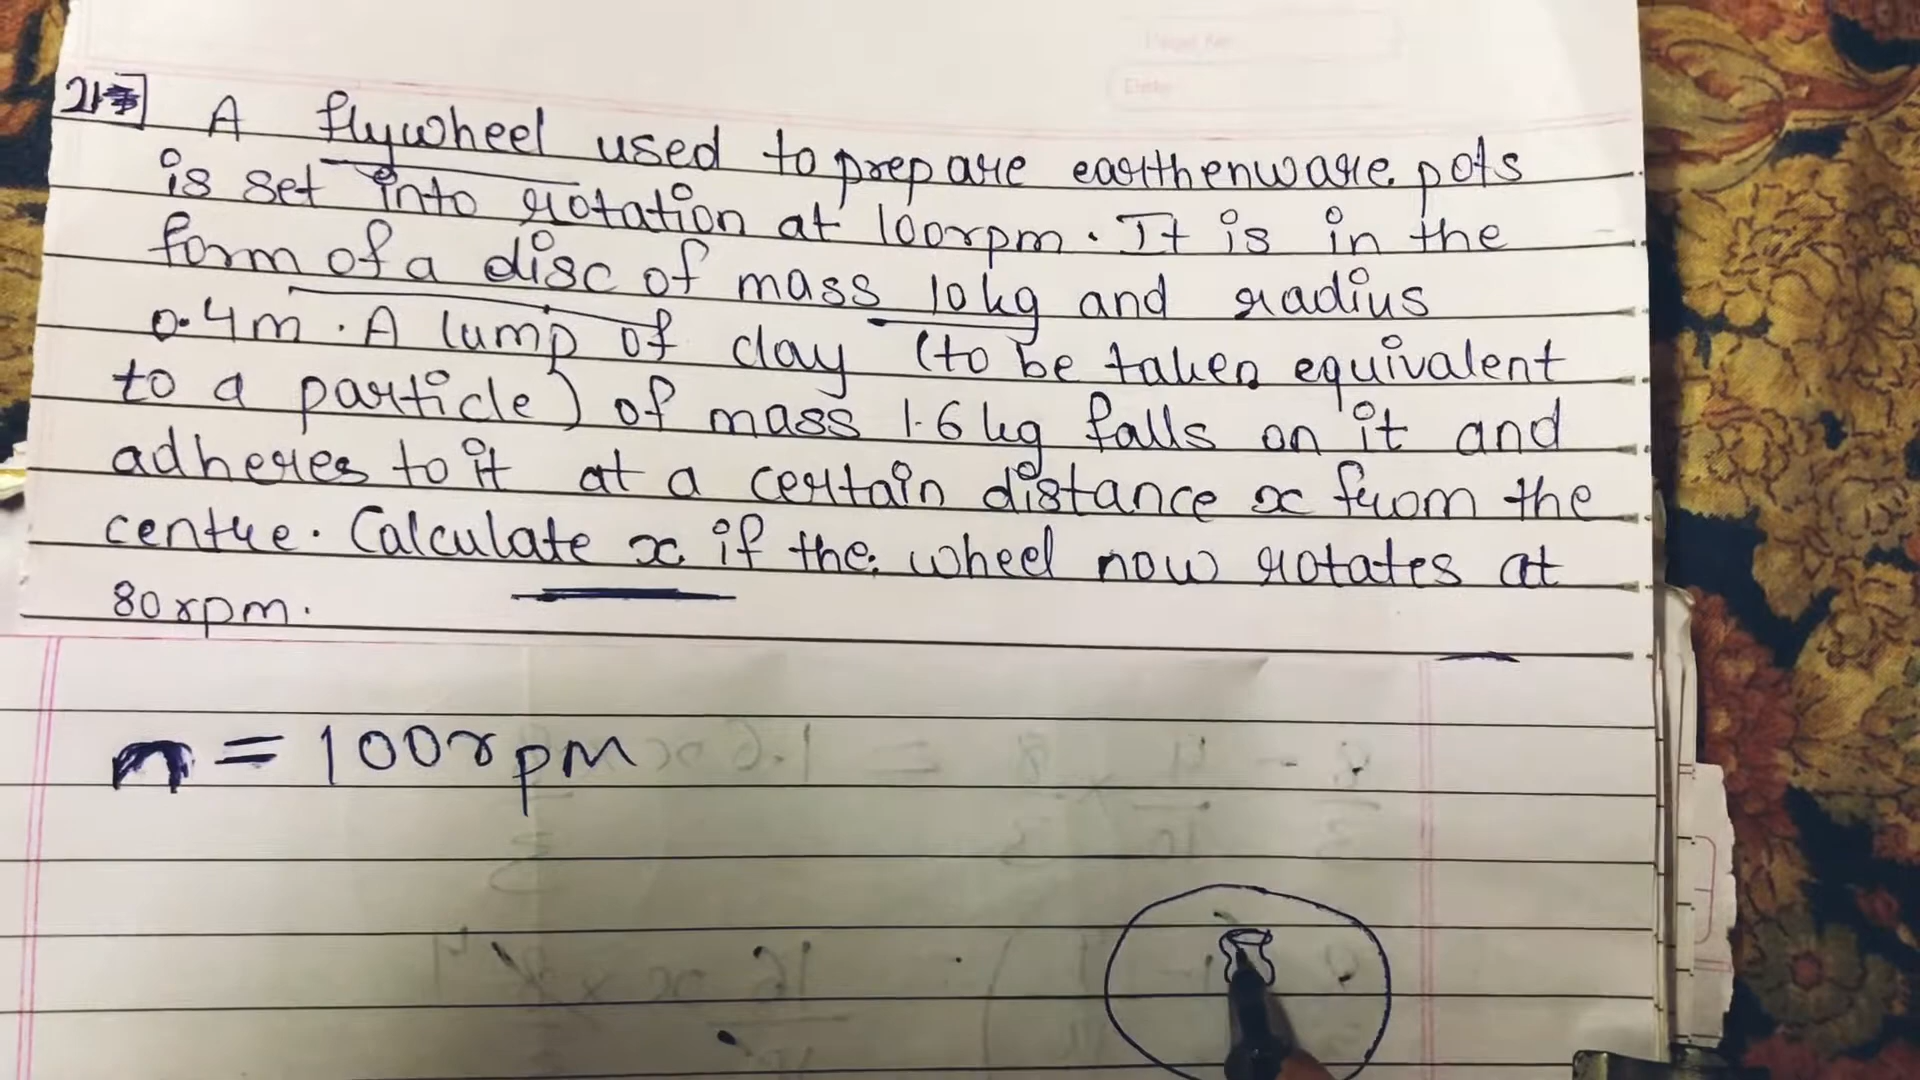 21]
A flywheel used to prepare earthenware pots
is set into rotation at 100rpm. It is in the
form of a disc of mass 10kg and radius
0.4m. A lump of clay (to be taken equivalent
to a particle) of mass 1.6kg falls on it and
adheres to it at a certain distance x from the
centre. Calculate x if the wheel now rotates at
80rpm.
n = 100rpm